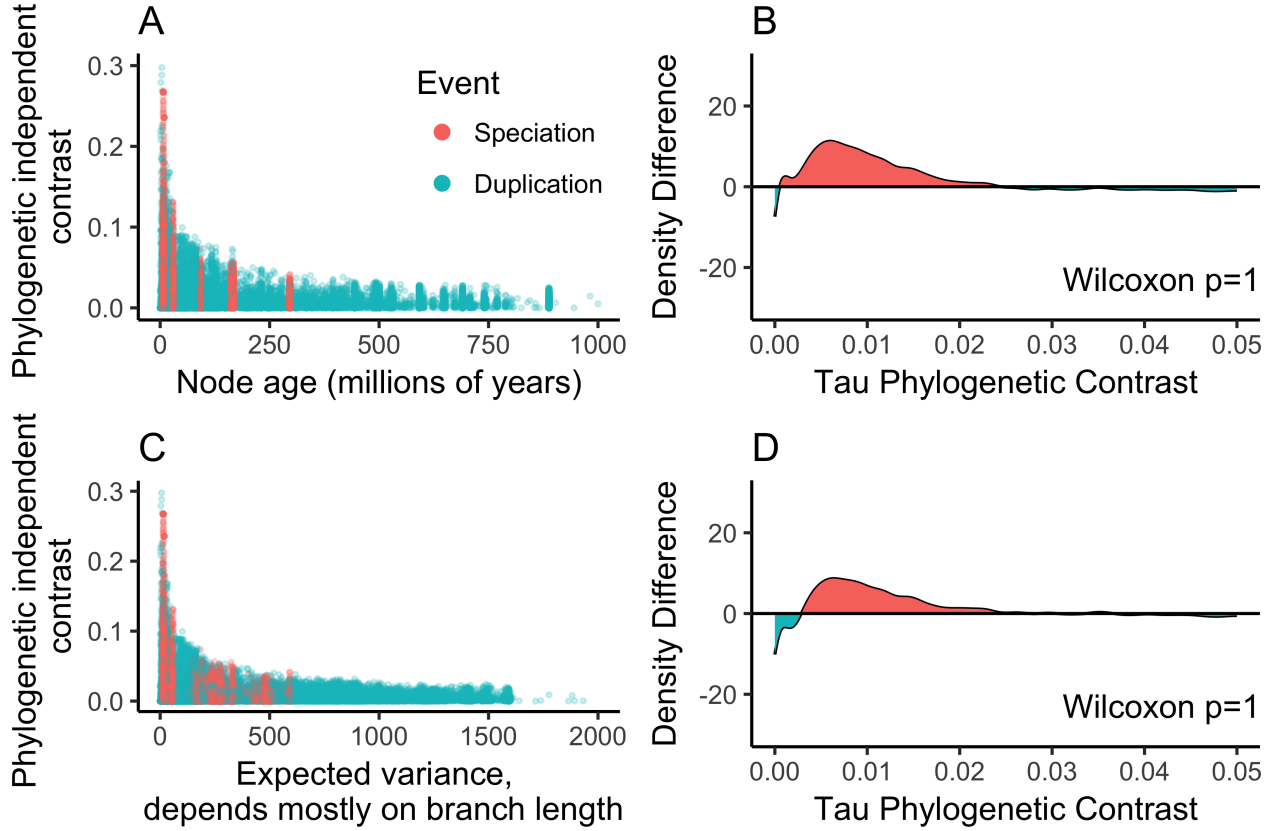 A
Phylogenetic independent
contrast
0.3
0.2
0.1
0.0
Event
Speciation
Duplication
0 250 500 750 1000
Node age (millions of years)
B
Density Difference
20
0
-20
Wilcoxon p=1
0.00 0.01 0.02 0.03 0.04 0.05
Tau Phylogenetic Contrast
C
Phylogenetic independent
contrast
0.3
0.2
0.1
0.0
0 500 1000 1500 2000
Expected variance,
depends mostly on branch length
D
Density Difference
20
0
-20
Wilcoxon p=1
0.00 0.01 0.02 0.03 0.04 0.05
Tau Phylogenetic Contrast